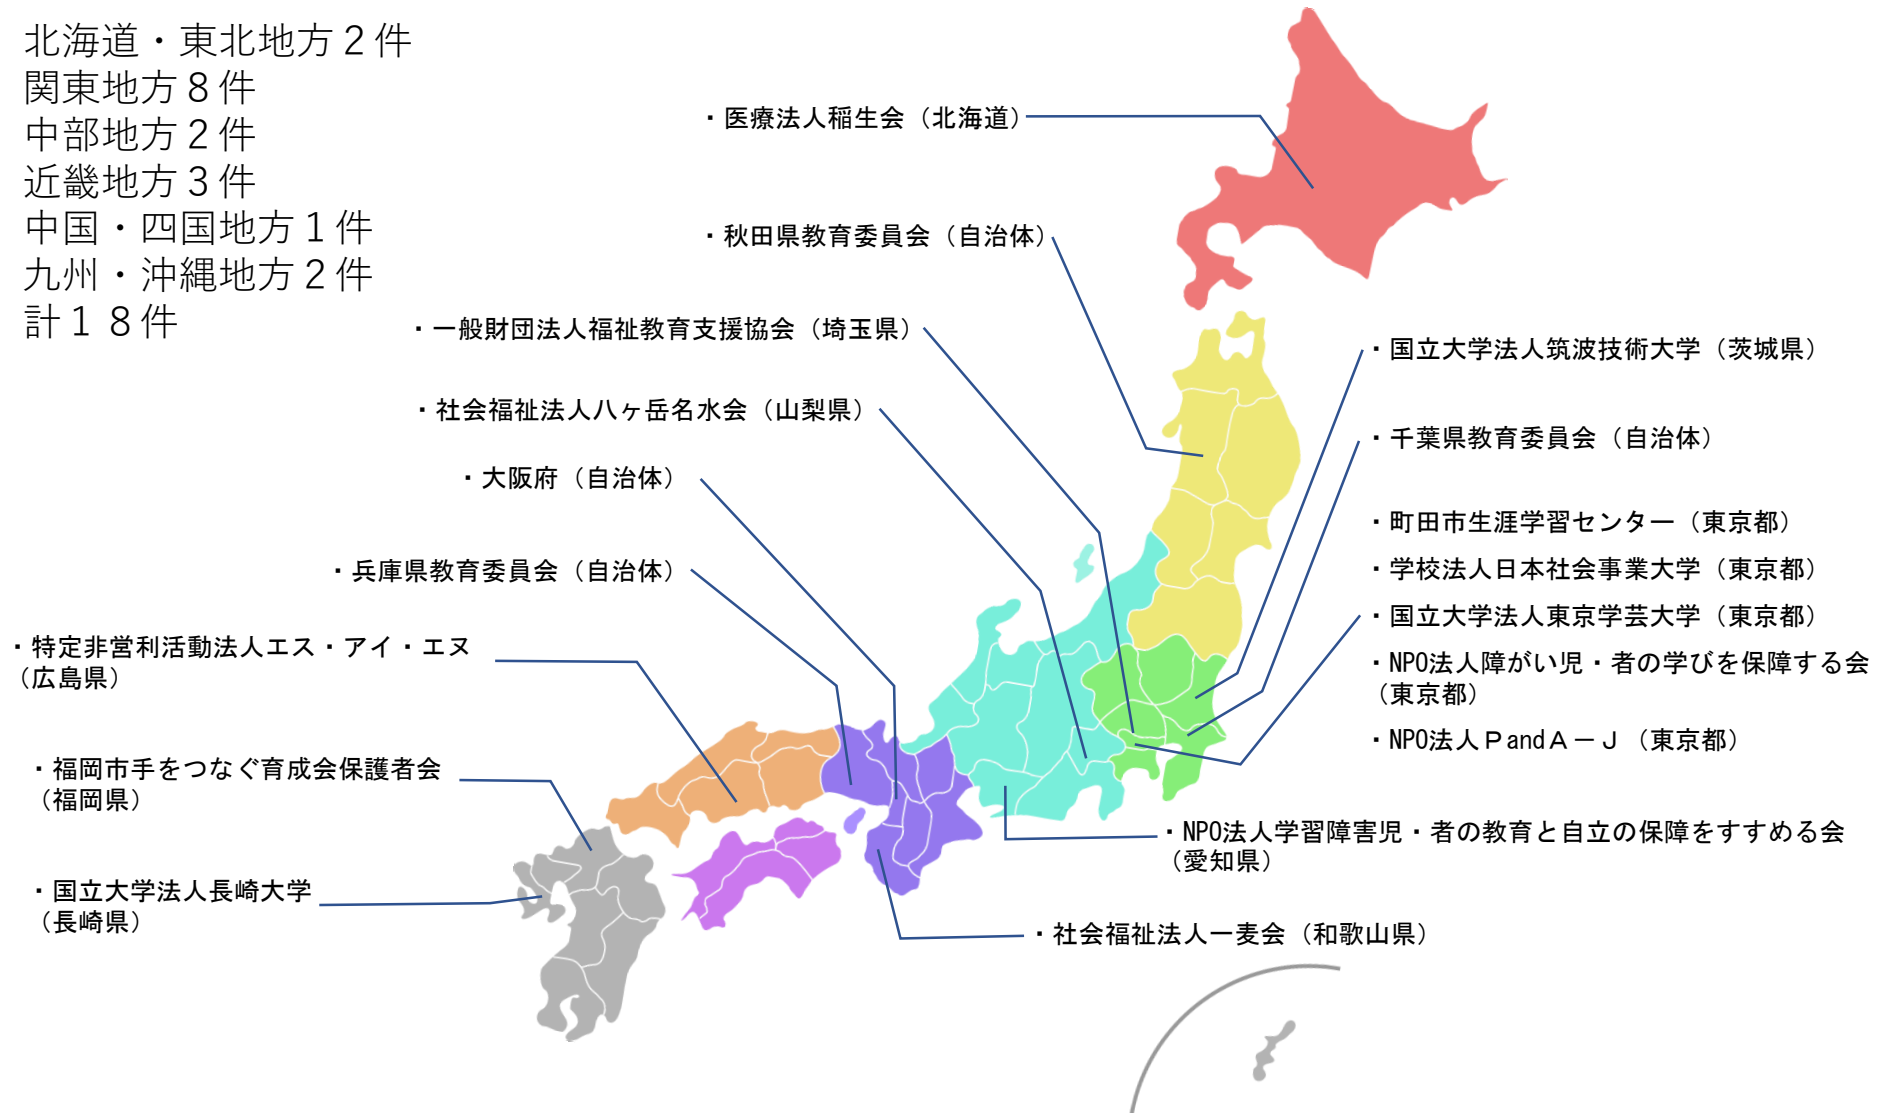 北海道・東北地方２件
関東地方８件
中部地方２件
近畿地方３件
中国・四国地方１件
九州・沖縄地方２件
計１８件
・医療法人稲生会（北海道）
・秋田県教育委員会（自治体）
・一般財団法人福祉教育支援協会（埼玉県）
・社会福祉法人八ヶ岳名水会（山梨県）
・大阪府（自治体）
・兵庫県教育委員会（自治体）
・特定非営利活動法人エス・アイ・エヌ
（広島県）
・福岡市手をつなぐ育成会保護者会
（福岡県）
・国立大学法人長崎大学
（長崎県）
・国立大学法人筑波技術大学（茨城県）
・千葉県教育委員会（自治体）
・町田市生涯学習センター（東京都）
・学校法人日本社会事業大学（東京都）
・国立大学法人東京学芸大学（東京都）
・NPO法人障がい児・者の学びを保障する会
（東京都）
・NPO法人ＰandＡ－Ｊ（東京都）
・NPO法人学習障害児・者の教育と自立の保障をすすめる会
（愛知県）
・社会福祉法人一麦会（和歌山県）